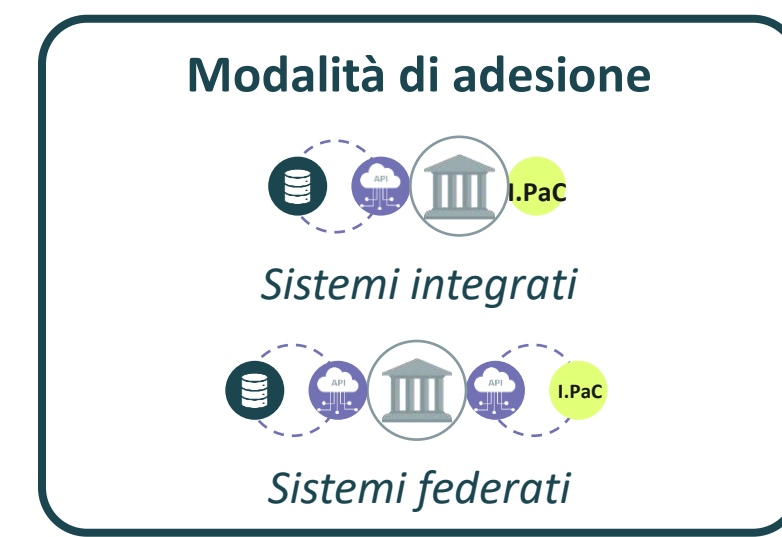 Modalità di adesione
API
I.PaC
Sistemi integrati
API
API
I.PaC
Sistemi federati